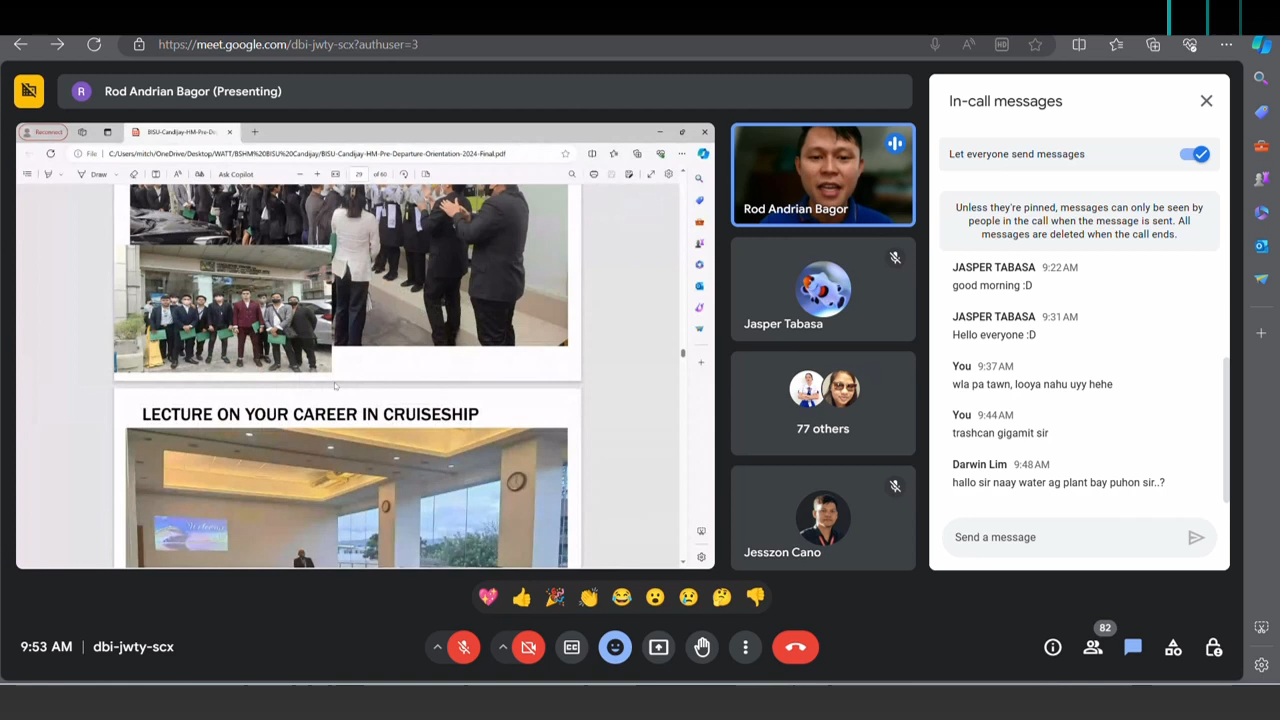 https://meet.google.com/dbi-jwty-scx?authuser=3
R
Rod Andrian Bagor (Presenting)
Reconnect
BISU-Candijay-HM-Pre-De
File
C:/Users/mitch/OneDrive/Desktop/WATT/BSHM%20BISU%20Candijay/BISU-Candijay-HM-Pre-Departure-Orientation-2024-Final.pdf
Draw
Ask Copilot
29
of 60
LECTURE ON YOUR CAREER IN CRUISESHIP
Rod Andrian Bagor
Jasper Tabasa
77 others
Jesszon Cano
In-call messages
Let everyone send messages
Unless they're pinned, messages can only be seen by
people in the call when the message is sent. All
messages are deleted when the call ends.
JASPER TABASA 9:22 AM
good morning :D
JASPER TABASA 9:31 AM
Hello everyone :D
You 9:37 AM
wla pa tawn, looya nahu uyy hehe
You 9:44 AM
trashcan gigamit sir
Darwin Lim 9:48 AM
hallo sir naay water ag plant bay puhon sir..?
Send a message
9:53 AM
dbi-jwty-scx
82